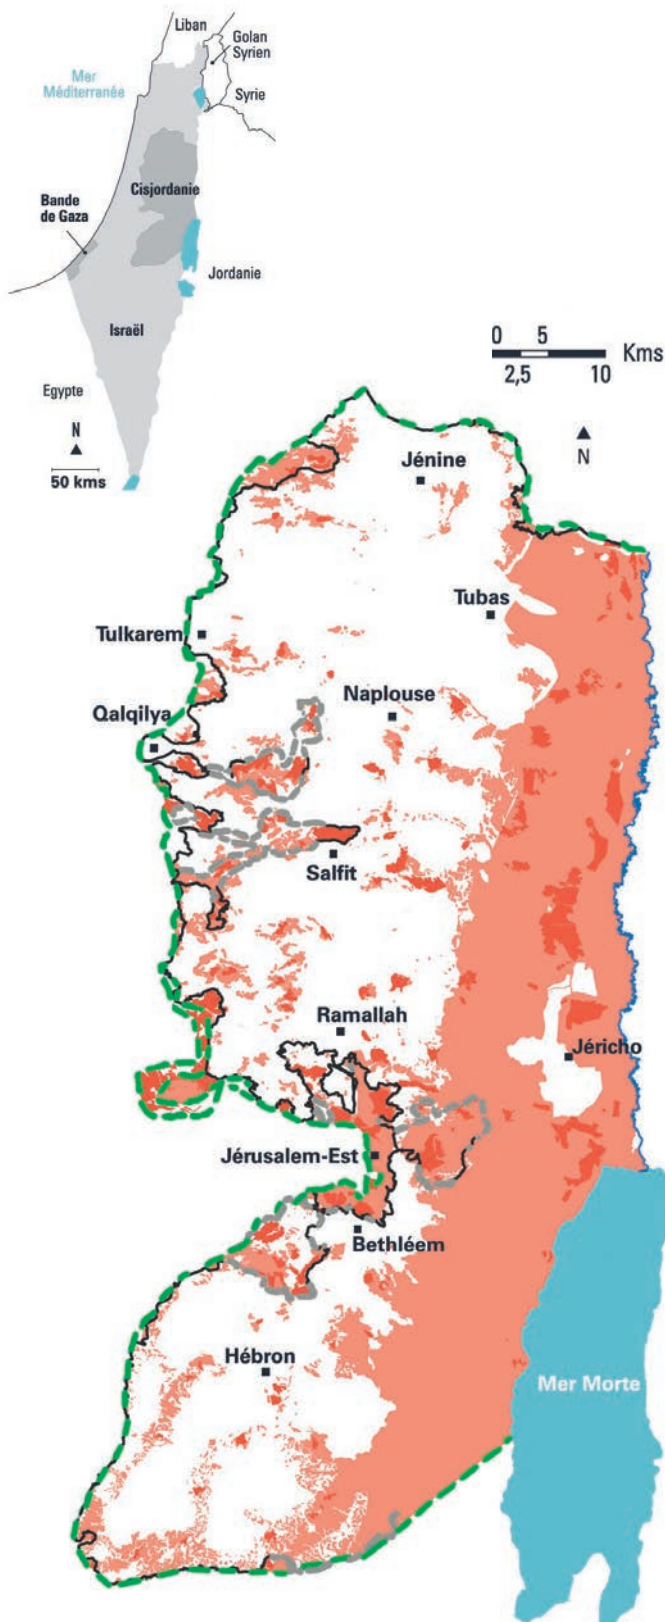 Liban
Golan
Syrien
Mer
Méditerranée
Syrie
Cisjordanie
Bande
de Gaza
Jordanie
Israël
Egypte
N
50 kms
0 5
Kms
2,5 10
N
Jénine
Tubas
Tulkarem
Naplouse
Qalqilya
Salfit
Ramallah
Jéricho
Jérusalem-Est
Bethléem
Hébron
Mer Morte